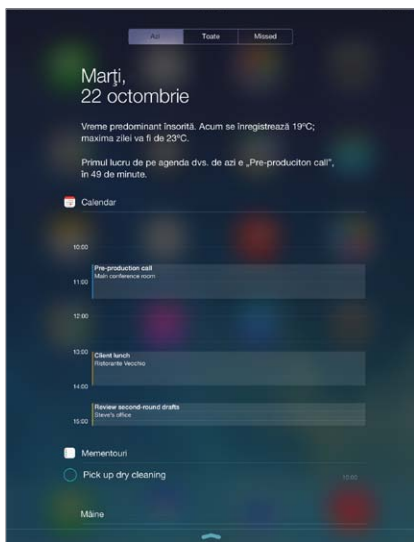 Azi Toate Missed
Marţi,
22 octombrie
Vreme predominant însorită. Acum se înregistrează 19°C;
maxima zilei va fi de 23°C.
Primul lucru de pe agenda dvs. de azi e „Pre-produciton call”,
în 49 de minute.
Calendar
10:00
Pre-production call
Main conference room
11:00
12:00
13:00
Client lunch
Ristorante Vecchio
14:00
Review second-round drafts
Steve's office
15:00
Mementouri
Pick up dry cleaning
10:00
Mâine